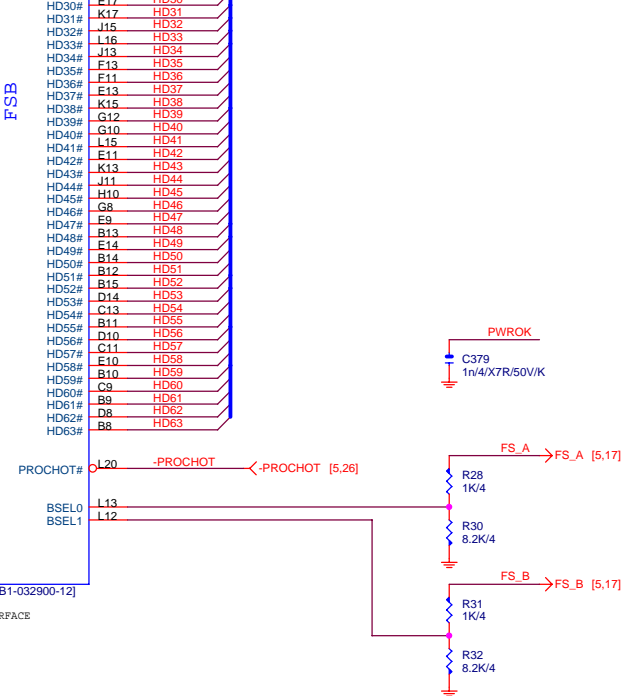 HD30# E17 HD30
HD31# K17 HD31
HD32# J15 HD32
HD33# L16 HD33
HD34# J13 HD34
HD35# F13 HD35
HD36# F11 HD36
HD37# E13 HD37
HD38# K15 HD38
HD39# G12 HD39
HD40# G10 HD40
HD41# L15 HD41
HD42# E11 HD42
HD43# K13 HD43
HD44# J11 HD44
HD45# H10 HD45
HD46# G8 HD46
HD47# E9 HD47
HD48# B13 HD48
HD49# E14 HD49
HD50# B14 HD50
HD51# B12 HD51
HD52# B15 HD52
HD53# D14 HD53
HD54# C13 HD54
HD55# B11 HD55
HD56# D10 HD56
HD57# C11 HD57
HD58# E10 HD58
HD59# B10 HD59
HD60# C9 HD60
HD61# B9 HD61
HD62# D8 HD62
HD63# B8 HD63
FSB
PROCHOT# L20 -PROCHOT -PROCHOT [5,26]
BSEL0 L13
BSEL1 L12
B1-032900-12]
RFACE
PWROK
C379
1n/4/X7R/50V/K
FS_A FS_A [5,17]
R28
1K/4
R30
8.2K/4
FS_B FS_B [5,17]
R31
1K/4
R32
8.2K/4